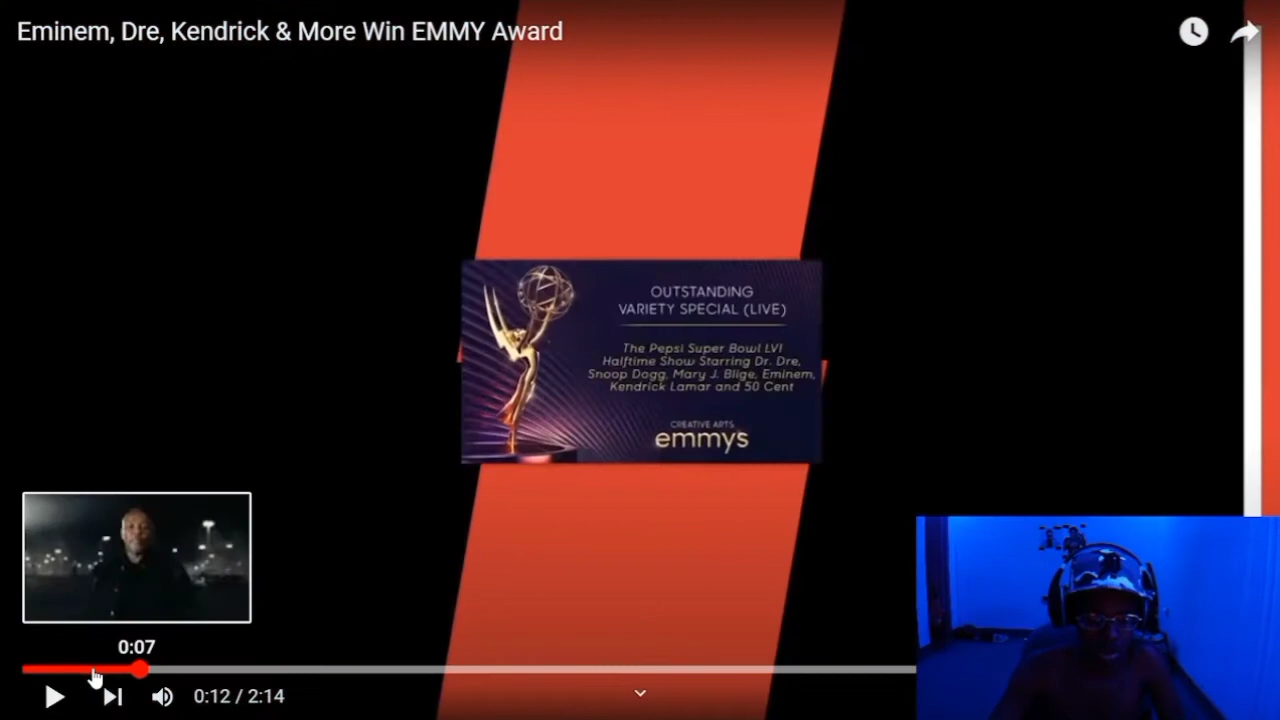 Eminem, Dre, Kendrick & More Win EMMY Award
OUTSTANDING
VARIETY SPECIAL (LIVE)
The Pepsi Super Bowl LVI
Halftime Show Starring Dr. Dre,
Snoop Dogg, Mary J. Blige, Eminem,
Kendrick Lamar and 50 Cent
CREATIVE ARTS
emmys
0:07
0:12 / 2:14